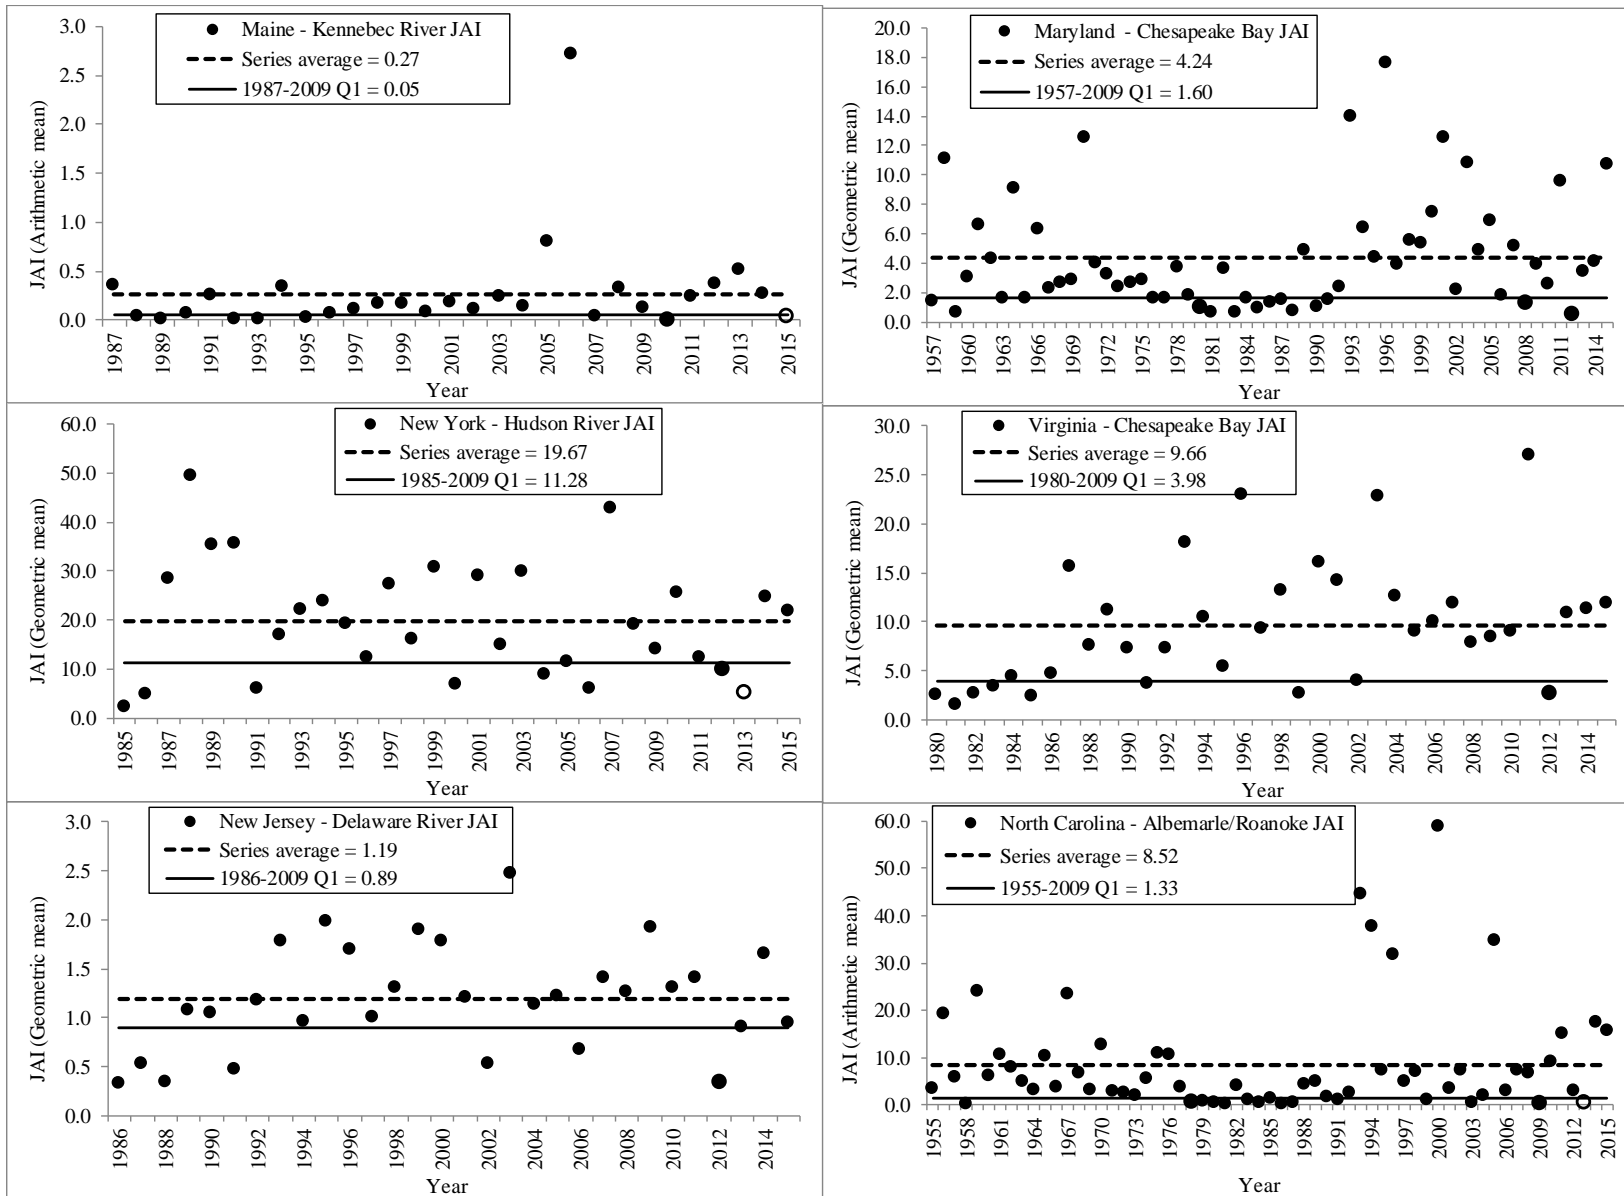 Maine - Kennebec River JAI
Series average = 0.27
1987-2009 Q1 = 0.05
JAI (Arithmetic mean)
3.0
2.5
2.0
1.5
1.0
0.5
0.0
1987 1989 1991 1993 1995 1997 1999 2001 2003 2005 2007 2009 2011 2013 2015
Year
Maryland - Chesapeake Bay JAI
Series average = 4.24
1957-2009 Q1 = 1.60
JAI (Geometric mean)
20.0
18.0
16.0
14.0
12.0
10.0
8.0
6.0
4.0
2.0
0.0
1957 1960 1963 1966 1969 1972 1975 1978 1981 1984 1987 1990 1993 1996 1999 2002 2005 2008 2011 2014
Year
New York - Hudson River JAI
Series average = 19.67
1985-2009 Q1 = 11.28
JAI (Geometric mean)
60.0
50.0
40.0
30.0
20.0
10.0
0.0
1985 1987 1989 1991 1993 1995 1997 1999 2001 2003 2005 2007 2009 2011 2013 2015
Year
Virginia - Chesapeake Bay JAI
Series average = 9.66
1980-2009 Q1 = 3.98
JAI (Geometric mean)
30.0
25.0
20.0
15.0
10.0
5.0
0.0
1980 1982 1984 1986 1988 1990 1992 1994 1996 1998 2000 2002 2004 2006 2008 2010 2012 2014
Year
New Jersey - Delaware River JAI
Series average = 1.19
1986-2009 Q1 = 0.89
JAI (Geometric mean)
3.0
2.5
2.0
1.5
1.0
0.5
0.0
1986 1988 1990 1992 1994 1996 1998 2000 2002 2004 2006 2008 2010 2012 2014
Year
North Carolina - Albemarle/Roanoke JAI
Series average = 8.52
1955-2009 Q1 = 1.33
JAI (Arithmetic mean)
60.0
50.0
40.0
30.0
20.0
10.0
0.0
1955 1958 1961 1964 1967 1970 1973 1976 1979 1982 1985 1988 1991 1994 1997 2000 2003 2006 2009 2012 2015
Year